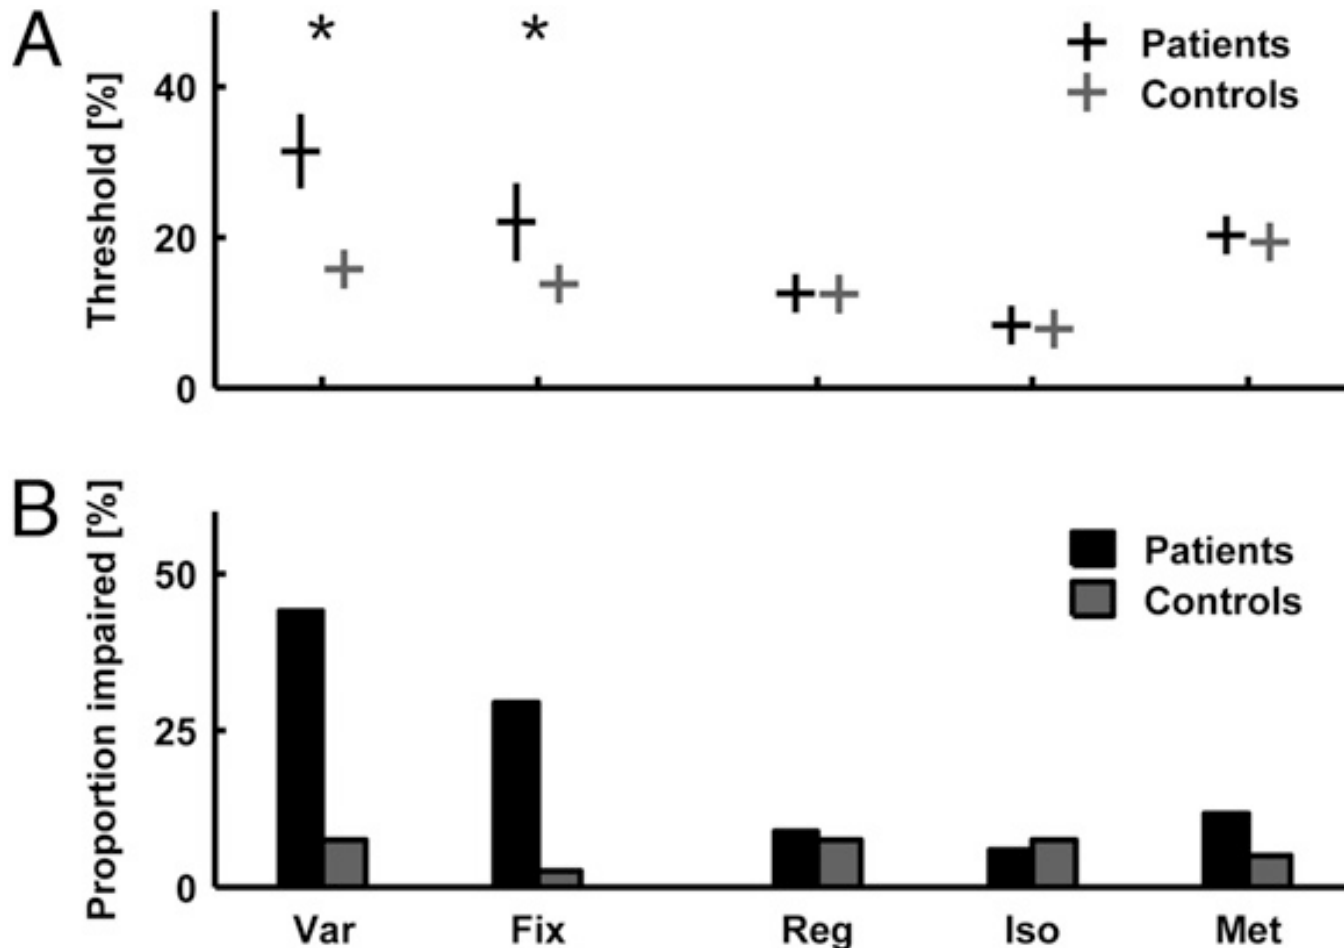 A
Threshold [%]
40
20
0
*
*
Patients
Controls
B
Proportion impaired [%]
50
25
0
Patients
Controls
Var Fix Reg Iso Met